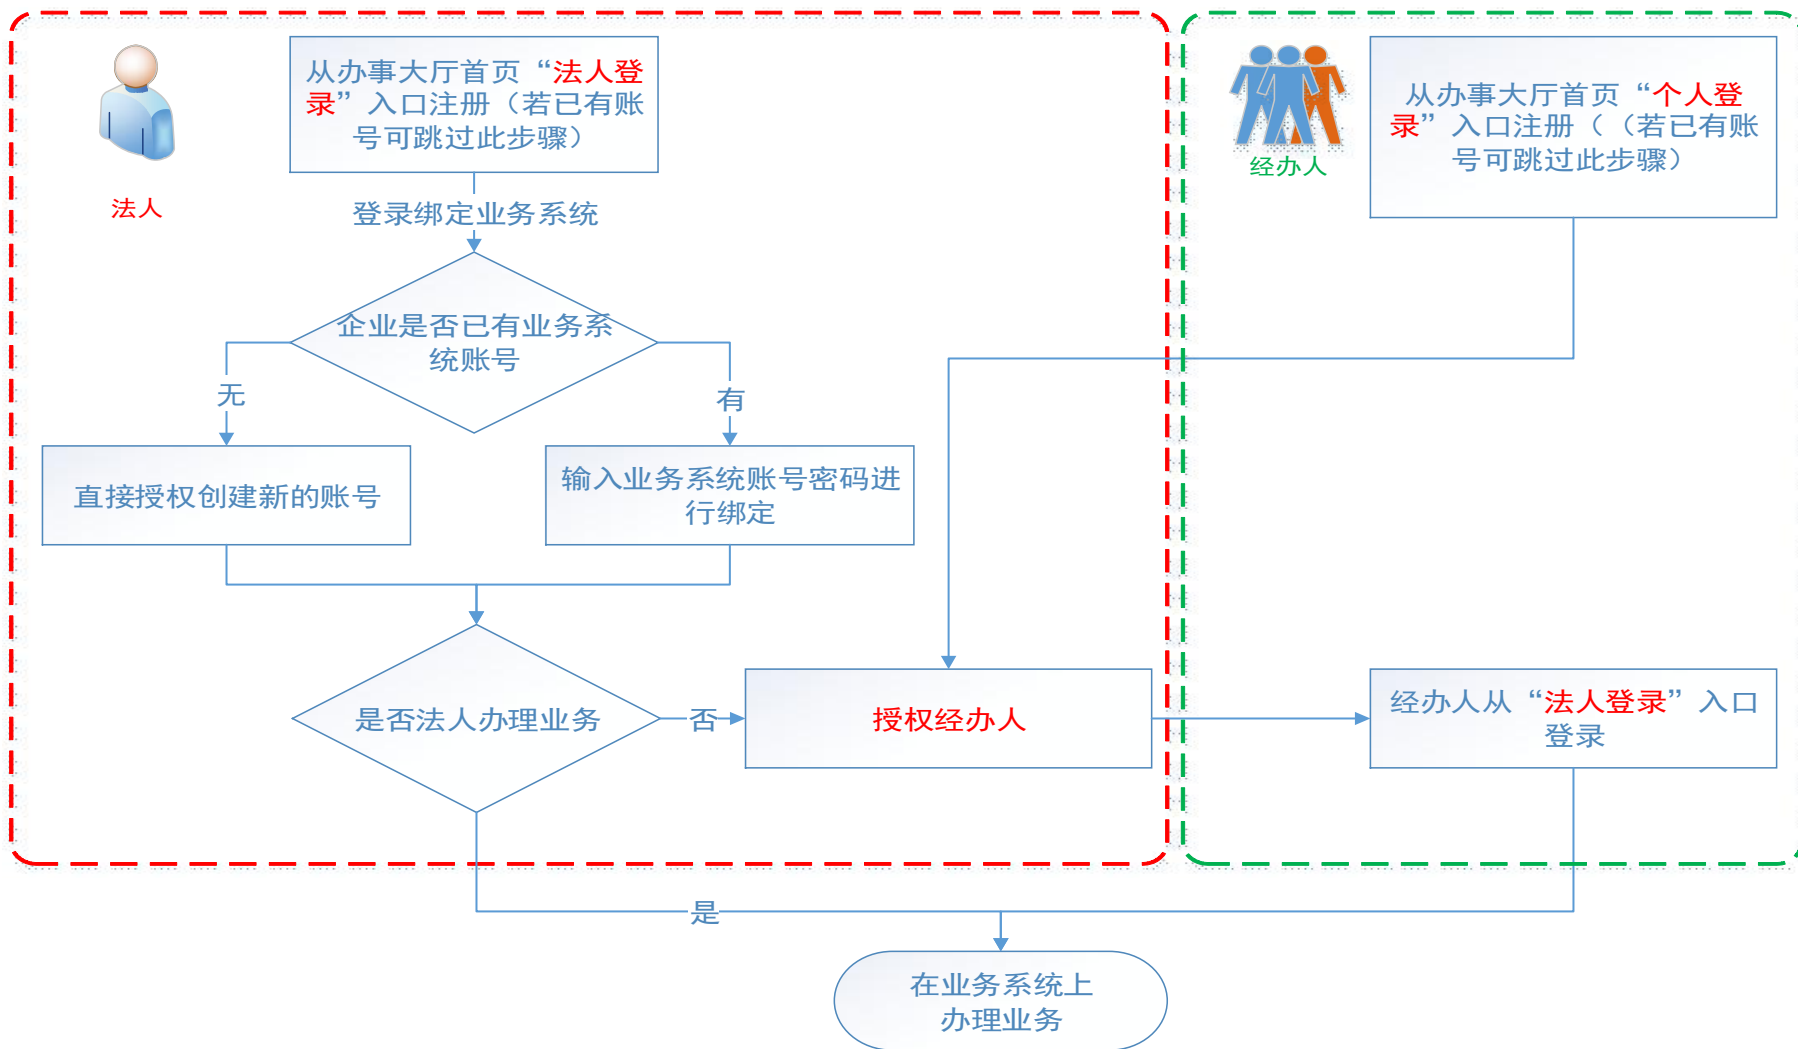 从办事大厅首页“法人登
录”入口注册（若已有账
号可跳过此步骤）
法人
登录绑定业务系统
企业是否已有业务系
统账号
无
有
直接授权创建新的账号
输入业务系统账号密码进
行绑定
是否法人办理业务
否
授权经办人
经办人
从办事大厅首页“个人登
录”入口注册（（若已有账
号可跳过此步骤）
经办人从“法人登录”入口
登录
是
在业务系统上
办理业务